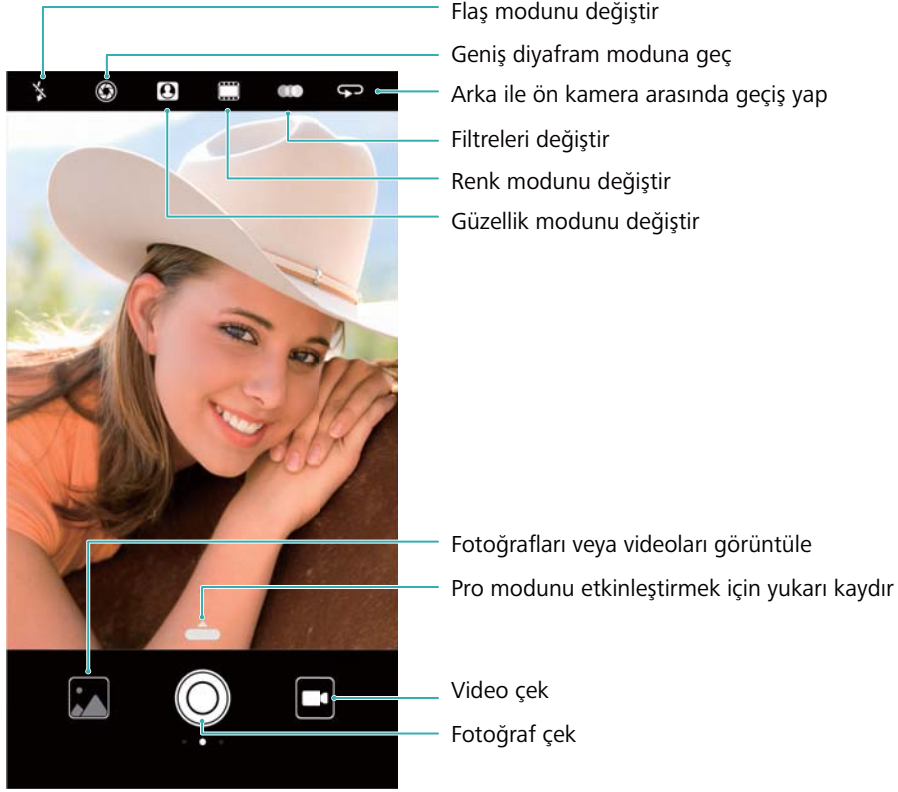 Flaş modunu değiştir
Geniş diyafram moduna geç
Arka ile ön kamera arasında geçiş yap
Filtreleri değiştir
Renk modunu değiştir
Güzellik modunu değiştir
Fotoğrafları veya videoları görüntüle
Pro modunu etkinleştirmek için yukarı kaydır
Video çek
Fotoğraf çek